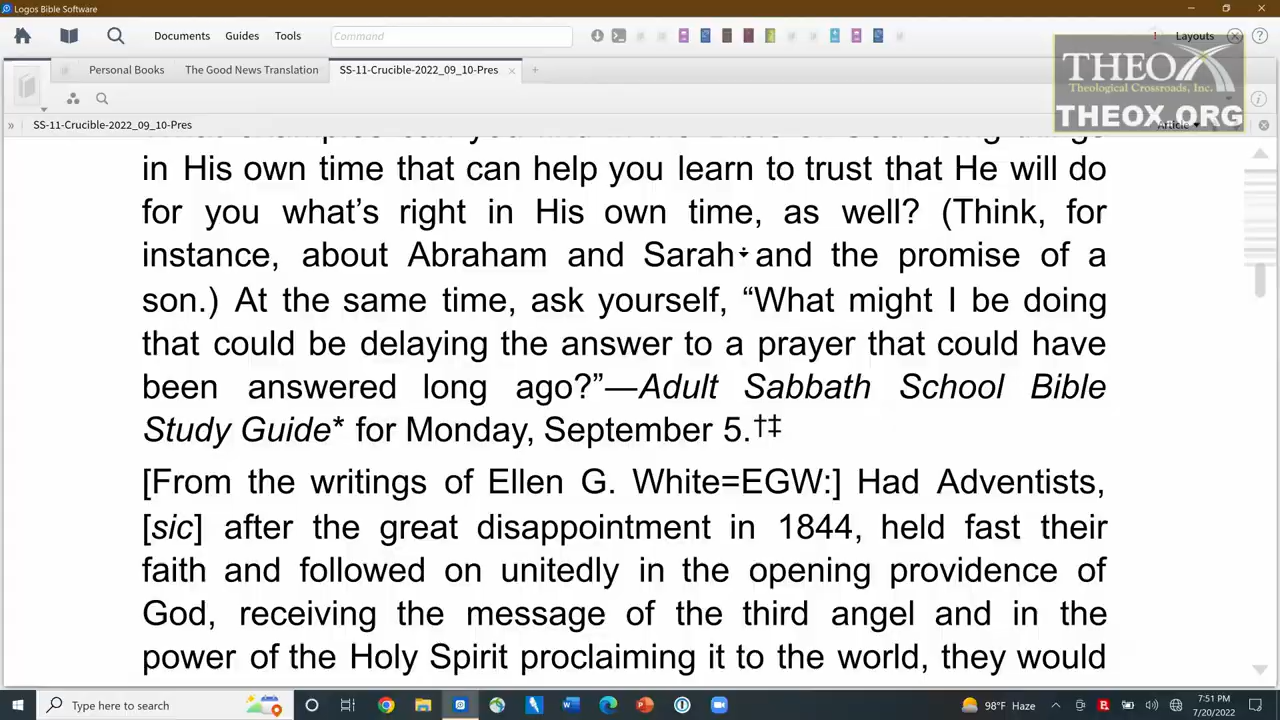 Logos Bible Software
Documents Guides Tools Command Layouts
THEOX
Theological Crossroads, Inc.
THEOX.ORG
Personal Books The Good News Translation SS-11-Crucible-2022_09_10-Pres
SS-11-Crucible-2022_09_10-Pres Article
in His own time that can help you learn to trust that He will do
for you what’s right in His own time, as well? (Think, for
instance, about Abraham and Sarah and the promise of a
son.) At the same time, ask yourself, “What might I be doing
that could be delaying the answer to a prayer that could have
been answered long ago?”—Adult Sabbath School Bible
Study Guide* for Monday, September 5.†‡
[From the writings of Ellen G. White=EGW:] Had Adventists,
[sic] after the great disappointment in 1844, held fast their
faith and followed on unitedly in the opening providence of
God, receiving the message of the third angel and in the
power of the Holy Spirit proclaiming it to the world, they would
Type here to search
98°F Haze
7:51 PM
7/20/2022